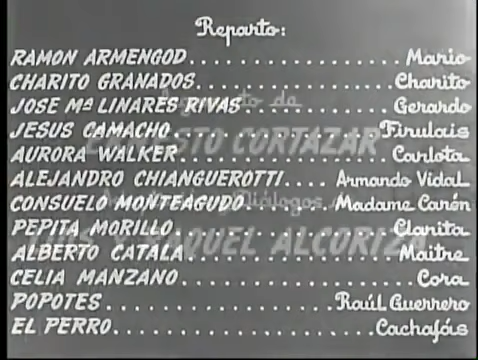 Reparto:
RAMON ARMENGOD.................. Mario
CHARITO GRANADOS.................. Charito
JOSE Mª LINARES RIVAS............ Gerardo
JESUS CAMACHO.................. Firulais
AURORA WALKER.................. Carlota
ALEJANDRO CHIANGUEROTTI.... Armando Vidal
CONSUELO MONTEAGUDO....... Madame Carén
PEPITA MORILLO.................. Clarita
ALBERTO CATALA.................. Maitre
CELIA MANZANO.................. Cora
POPOTES.................. Raúl Guerrero
EL PERRO.................. Cachafás